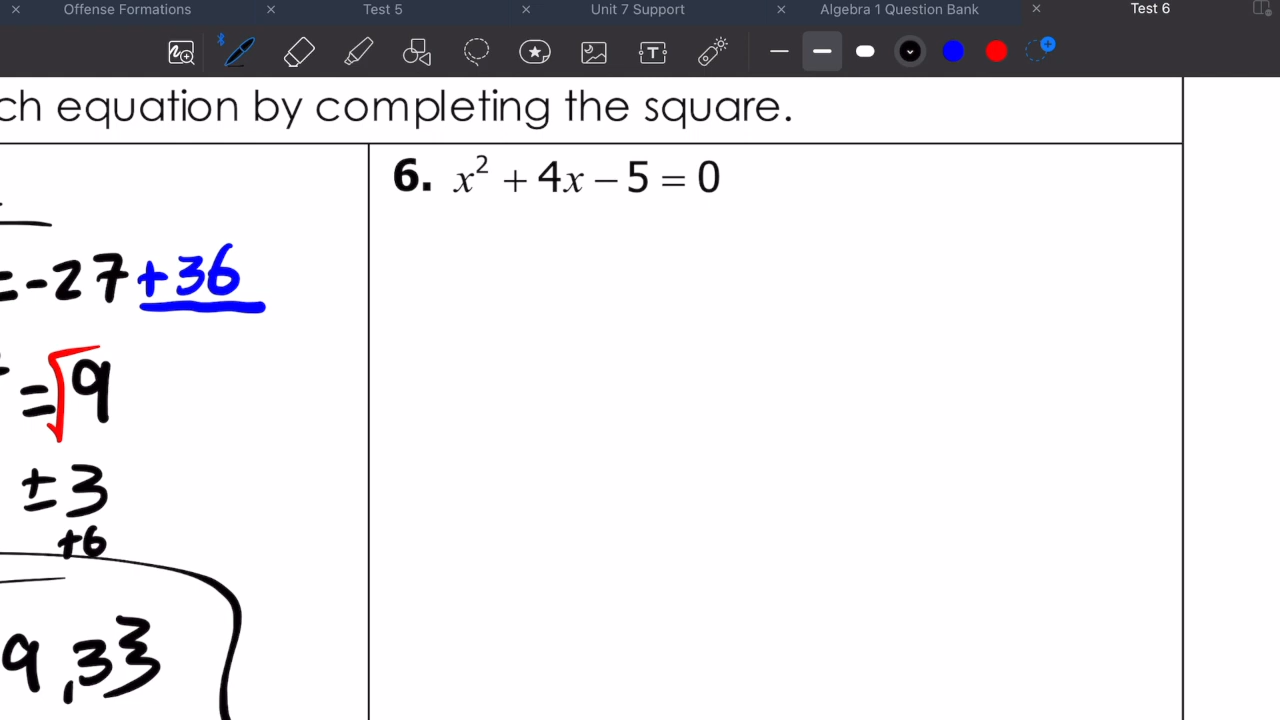 Offense Formations Test 5 Unit 7 Support Algebra 1 Question Bank Test 6
ch equation by completing the square.
6. x² + 4x − 5 = 0
= -27 +36
= √9
± 3
+6
9, 3}